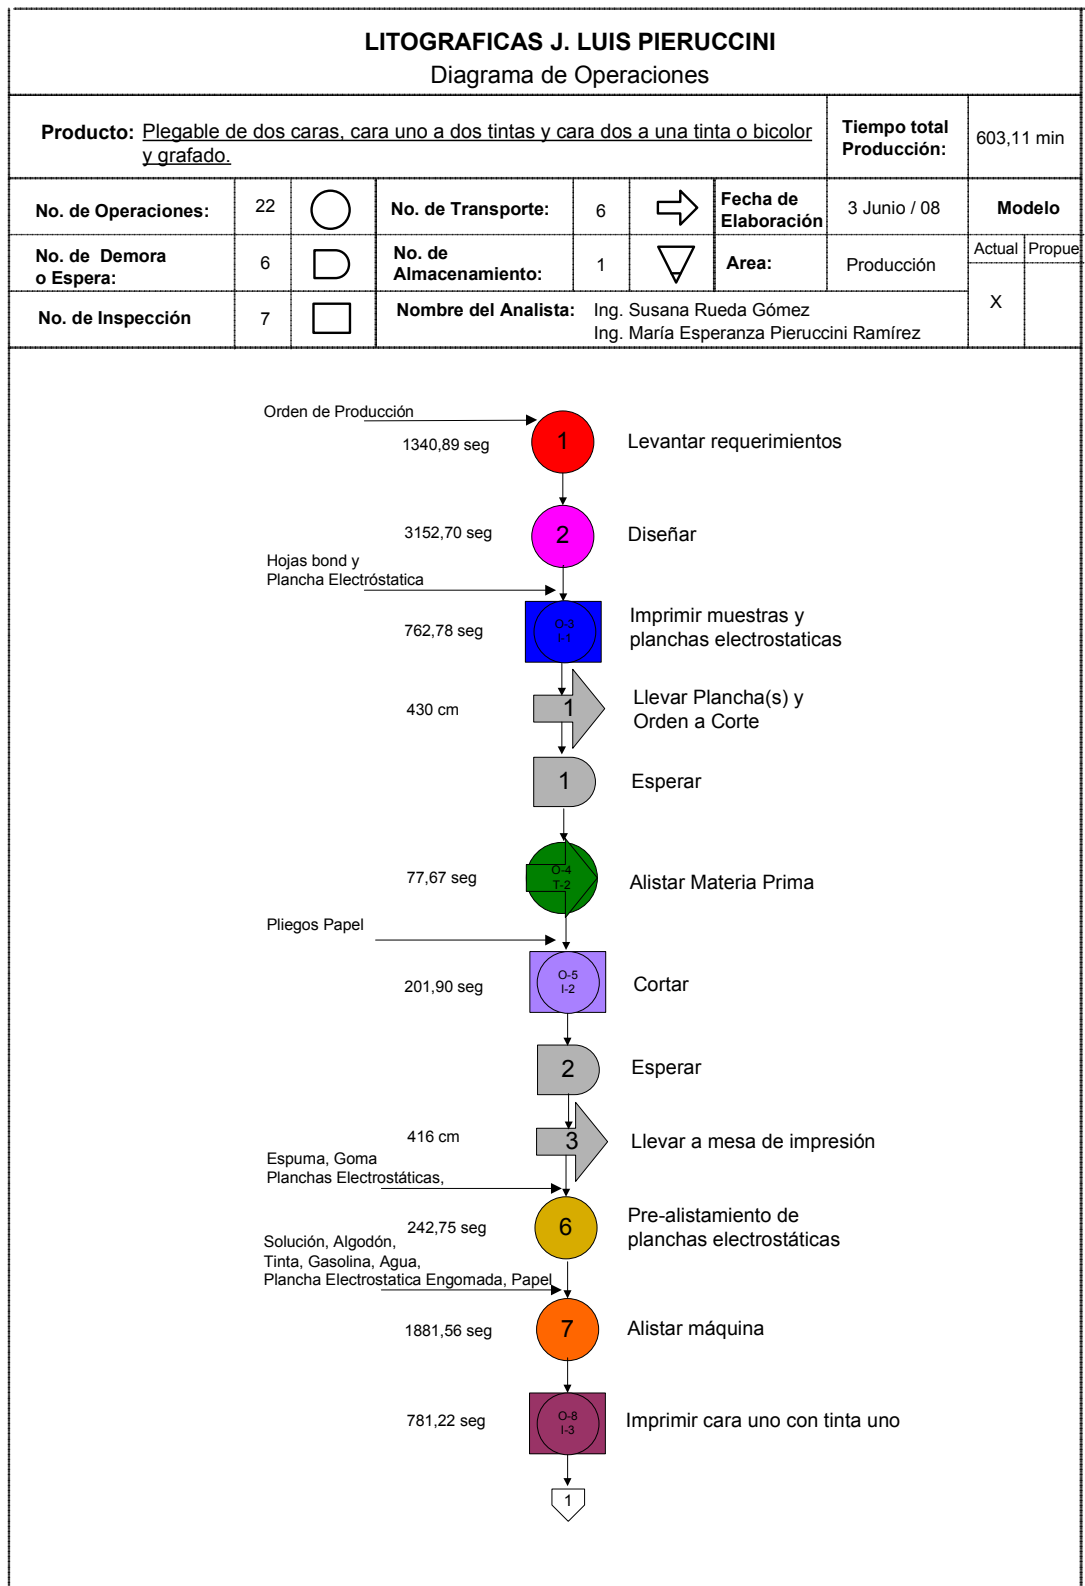 LITOGRAFICAS J. LUIS PIERUCCINI
Diagrama de Operaciones
Producto: Plegable de dos caras, cara uno a dos tintas y cara dos a una tinta o bicolor
y grafado.
Tiempo total
Producción:
603,11 min
No. de Operaciones:
22
No. de Transporte:
6
Fecha de
Elaboración
3 Junio / 08
Modelo
No. de Demora
o Espera:
6
No. de
Almacenamiento:
1
Area:
Producción
Actual
Propue
No. de Inspección
7
Nombre del Analista: Ing. Susana Rueda Gómez
Ing. María Esperanza Pieruccini Ramírez
X
Orden de Producción
1340,89 seg
1
Levantar requerimientos
3152,70 seg
2
Diseñar
Hojas bond y
Plancha Electróstatica
762,78 seg
O-3
I-1
Imprimir muestras y
planchas electrostaticas
430 cm
1
Llevar Plancha(s) y
Orden a Corte
1
Esperar
77,67 seg
O-4
T-2
Alistar Materia Prima
Pliegos Papel
201,90 seg
O-5
I-2
Cortar
2
Esperar
416 cm
3
Llevar a mesa de impresión
Espuma, Goma
Planchas Electrostáticas,
242,75 seg
6
Pre-alistamiento de
planchas electrostáticas
Solución, Algodón,
Tinta, Gasolina, Agua,
Plancha Electrostatica Engomada, Papel
1881,56 seg
7
Alistar máquina
781,22 seg
O-8
I-3
Imprimir cara uno con tinta uno
1